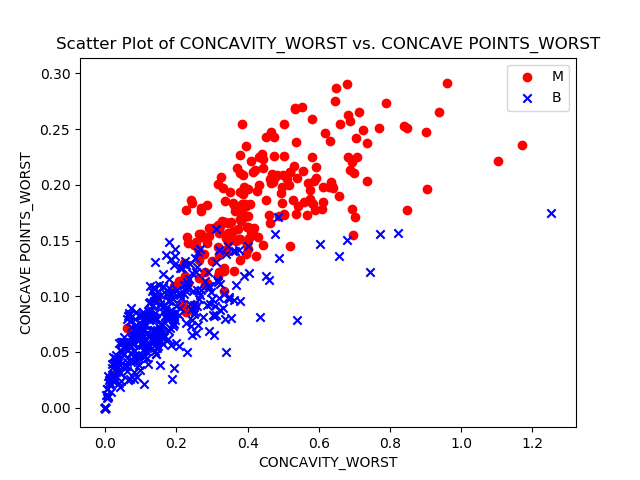 Scatter Plot of CONCAVITY_WORST vs. CONCAVE POINTS_WORST
M
B
CONCAVE POINTS_WORST
0.30
0.25
0.20
0.15
0.10
0.05
0.00
0.0 0.2 0.4 0.6 0.8 1.0 1.2
CONCAVITY_WORST